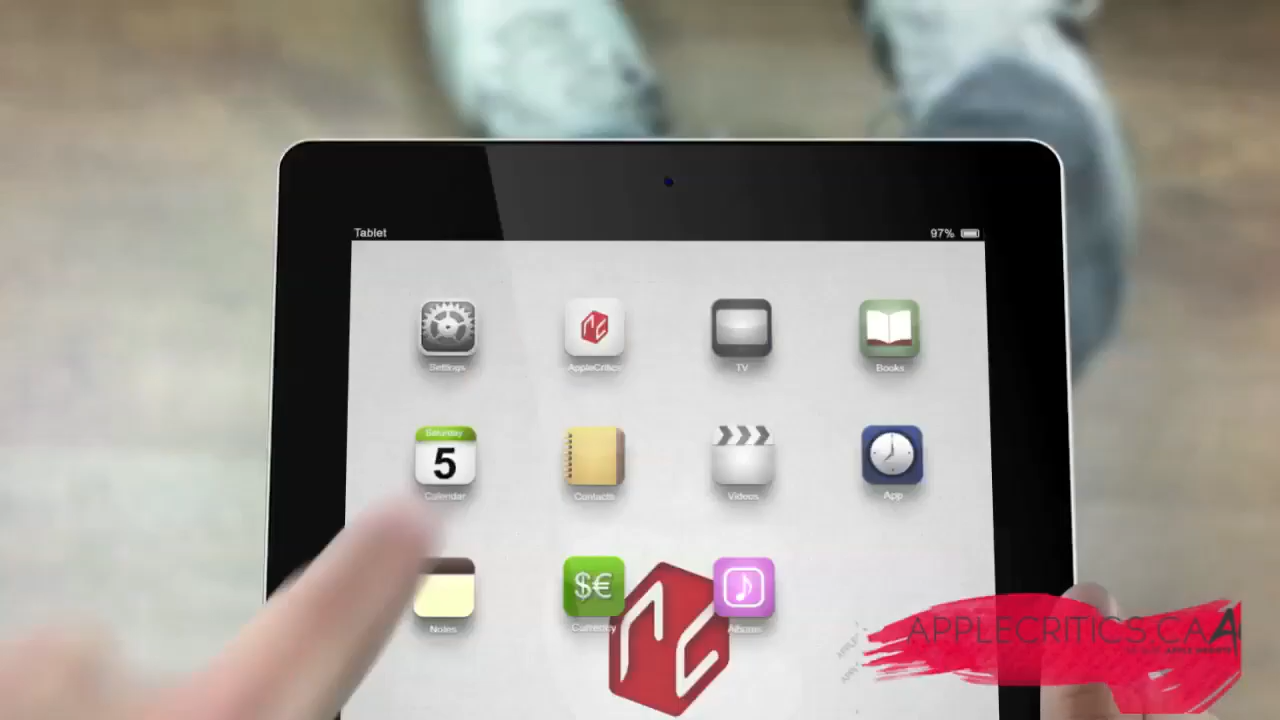 Tablet 97%
Settings AppleCritics TV Books
Saturday
5
Calendar Contacts Videos App
$€
Notes Currency Albums
APPLECRITICS.CA